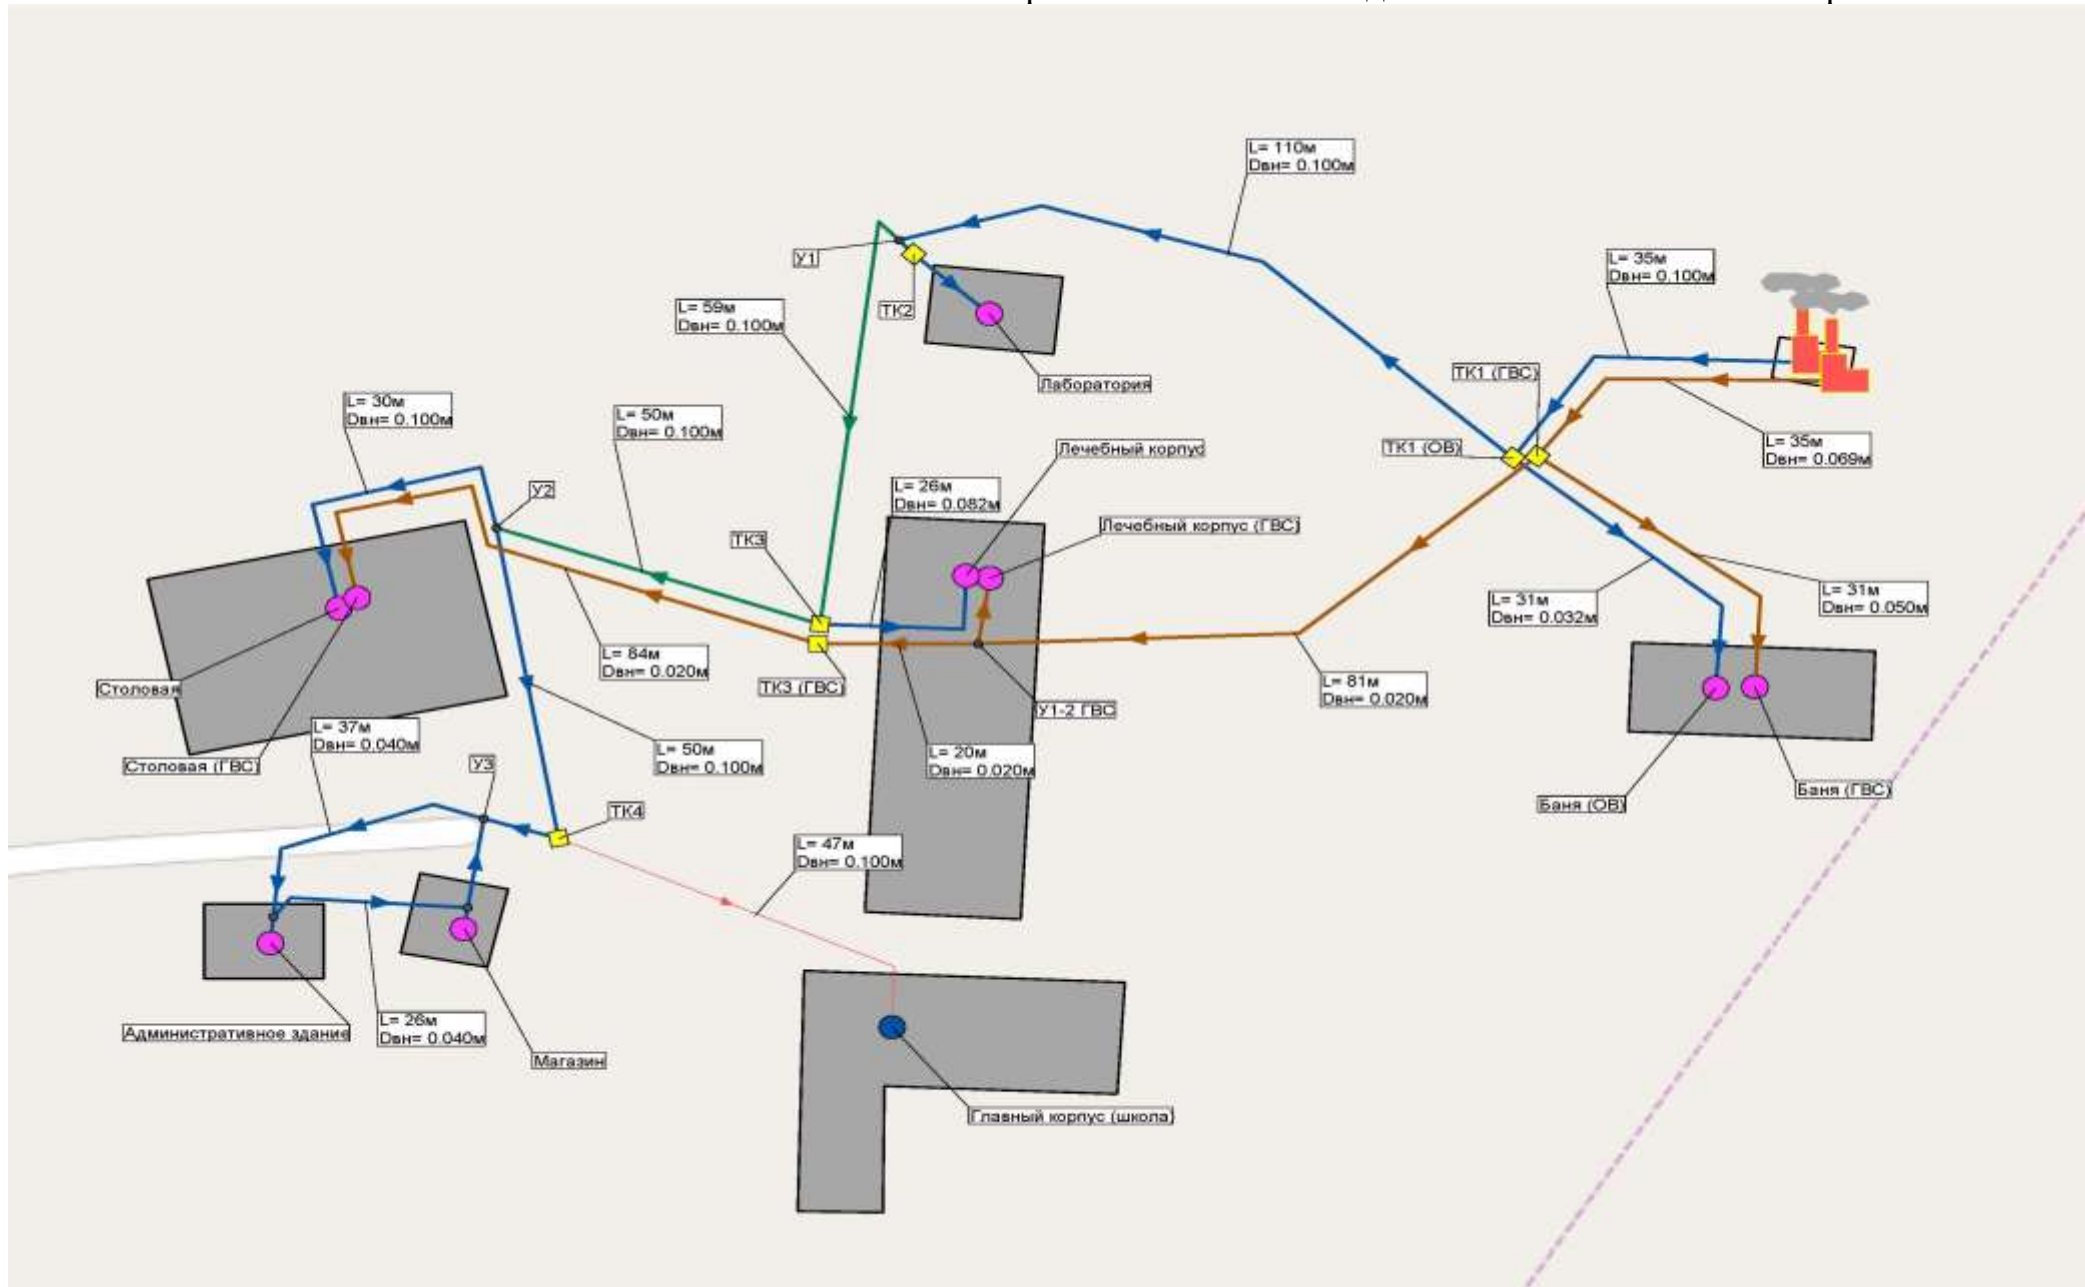 L= 110м
Dвн= 0.100м
У1
ТК2
L= 35м
Dвн= 0.100м
L= 59м
Dвн= 0.100м
Лаборатория
ТК1 (ГВС)
L= 30м
Dвн= 0.100м
L= 50м
Dвн= 0.100м
Лечебный корпус
ТК1 (ОВ)
L= 35м
Dвн= 0.069м
У2
L= 26м
Dвн= 0.082м
ТК3
Лечебный корпус (ГВС)
L= 31м
Dвн= 0.032м
L= 31м
Dвн= 0.050м
L= 84м
Dвн= 0.020м
Столовая
ТК3 (ГВС)
L= 81м
Dвн= 0.020м
У1-2 ГВС
L= 37м
Dвн= 0.040м
Столовая (ГВС)
У3
L= 50м
Dвн= 0.100м
L= 20м
Dвн= 0.020м
Баня (ОВ)
Баня (ГВС)
ТК4
L= 47м
Dвн= 0.100м
Административное здание
L= 26м
Dвн= 0.040м
Магазин
Главный корпус (школа)